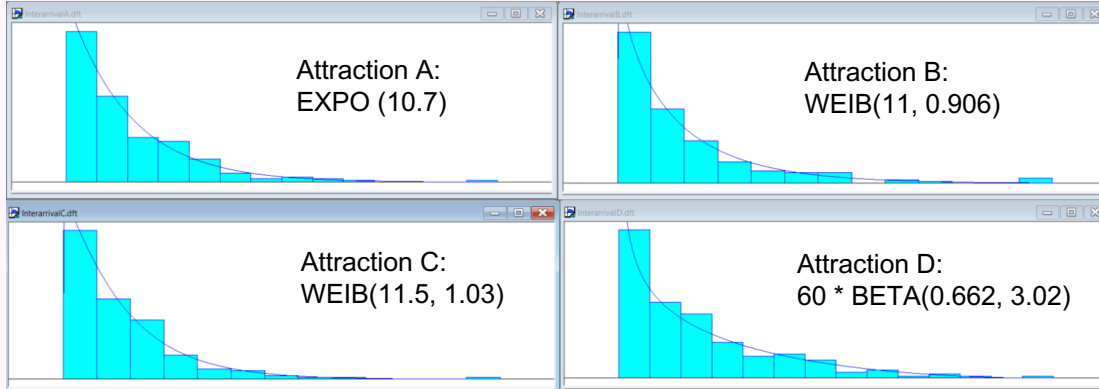 InterarrivalA.dft
Attraction A:
EXPO (10.7)
InterarrivalB.dft
Attraction B:
WEIB(11, 0.906)
InterarrivalC.dft
Attraction C:
WEIB(11.5, 1.03)
InterarrivalD.dft
Attraction D:
60 * BETA(0.662, 3.02)